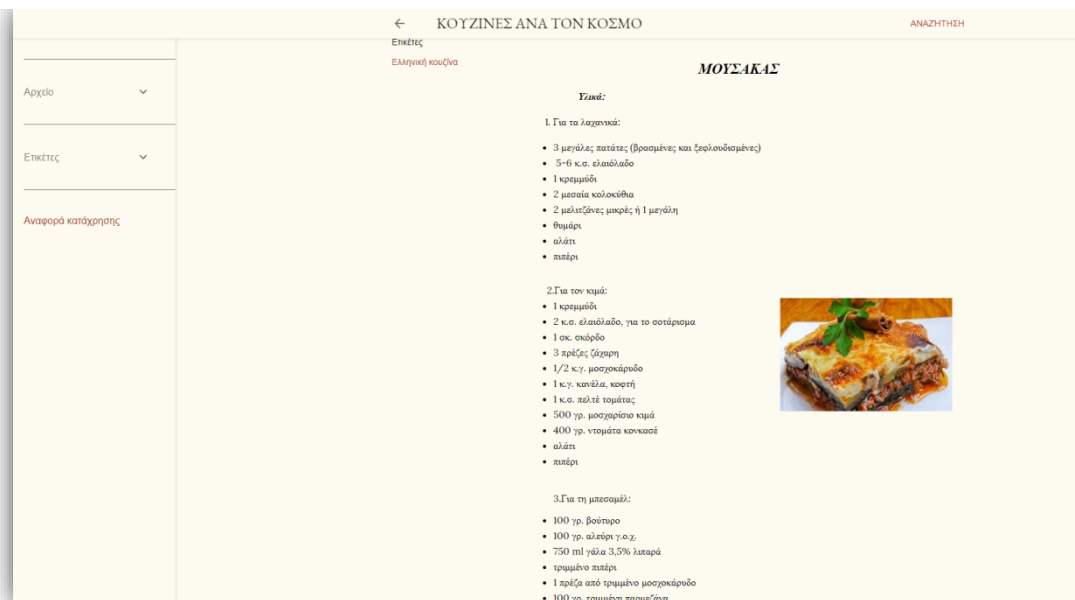 ΚΟΥΖΙΝΕΣ ΑΝΑ ΤΟΝ ΚΟΣΜΟ
ΑΝΑΖΉΤΗΣΗ
Αρχείο
Ετικέτες
Αναφορά κατάχρησης
Ετικέτες
Ελληνική κουζίνα
ΜΟΥΣΑΚΑΣ
Υλικά:
1. Για τα λαχανικά:
• 3 μεγάλες πατάτες (βρασμένες και ξεφλουδισμένες)
• 5-6 κ.σ. ελαιόλαδο
• 1 κρεμμύδι
• 2 μεσαία κολοκύθια
• 2 μελιτζάνες μικρές ή 1 μεγάλη
• θυμάρι
• αλάτι
• πιπέρι
2.Για τον κιμά:
• 1 κρεμμύδι
• 2 κ.σ. ελαιόλαδο, για το σοτάρισμα
• 1 σκ. σκόρδο
• 3 πρέζες ζάχαρη
• 1/2 κ.γ. μοσχοκάρυδο
• 1 κ.γ. κανέλα, κοφτή
• 1 κ.σ. πελτέ τομάτας
• 500 γρ. μοσχαρίσιο κιμά
• 400 γρ. ντομάτα κονκασέ
• αλάτι
• πιπέρι
3.Για τη μπεσαμέλ:
• 100 γρ. βούτυρο
• 100 γρ. αλεύρι γ.ο.χ.
• 750 ml γάλα 3,5% λιπαρά
• τριμμένο πιπέρι
• 1 πρέζα από τριμμένο μοσχοκάρυδο
• 100 γρ. τριμμένη παρμεζάνα